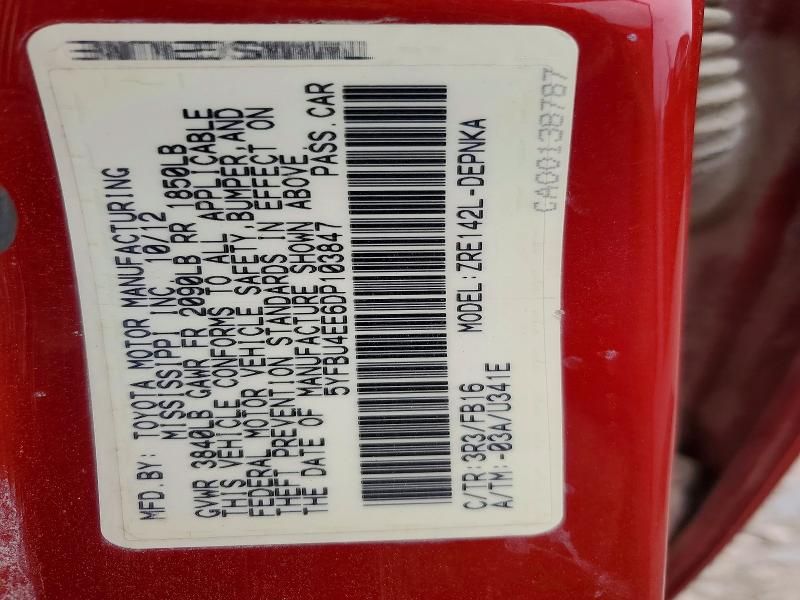 MFD.BY: TOYOTA MOTOR MANUFACTURING
MISSISSIPPI INC 10/12
GVWR 3840LB GAWR FR 2090LB RR 1850LB
THIS VEHICLE CONFORMS TO ALL APPLICABLE
FEDERAL MOTOR VEHICLE SAFETY,BUMPER,AND
THEFT PREVENTION STANDARDS IN EFFECT ON
THE DATE OF MANUFACTURE SHOWN ABOVE.
5YFBU4EE6DP103847 PASS.CAR
C/TR:3R3/FB16 MODEL:ZRE142L-DEPNKA
A/TM:-03A/U341E
CA00138787